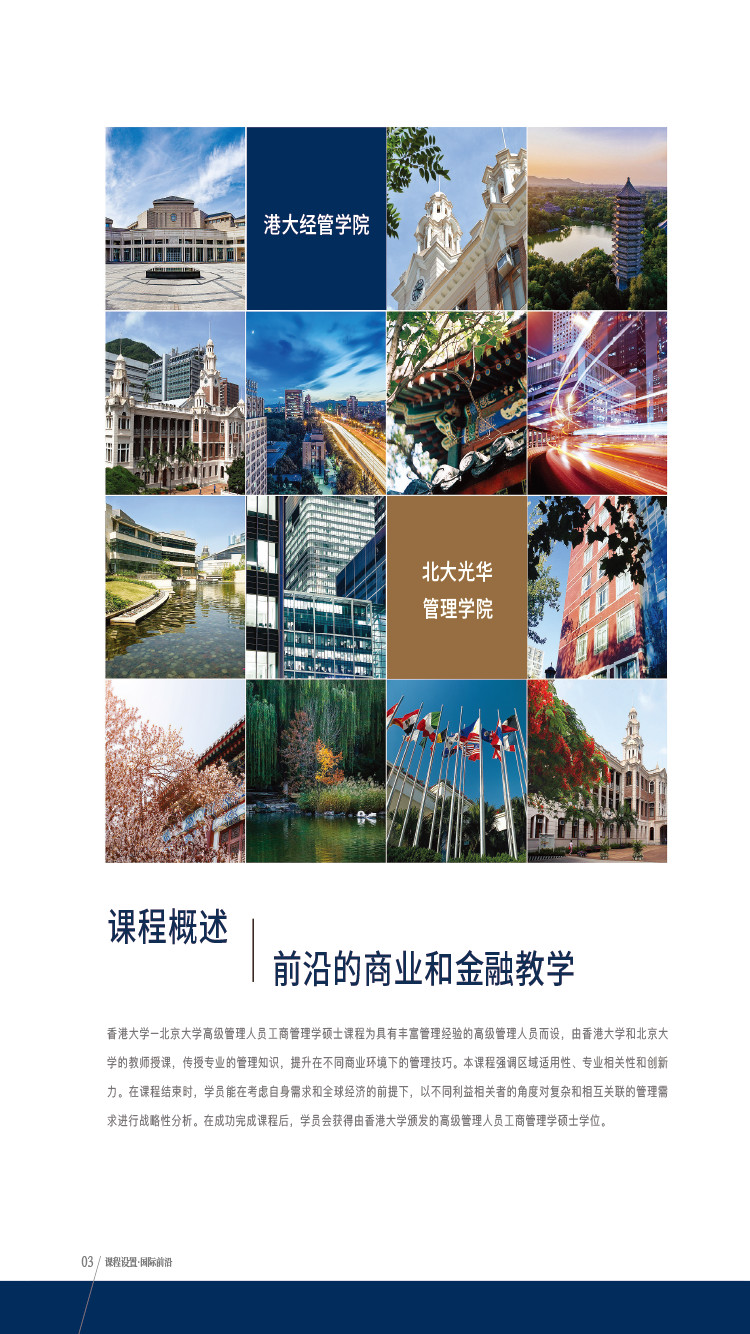 港大经管学院
北大光华
管理学院
课程概述
前沿的商业和金融教学
香港大学—北京大学高级管理人员工商管理学硕士课程为具有丰富管理经验的高级管理人员而设，由香港大学和北京大
学的教师授课，传授专业的管理知识，提升在不同商业环境下的管理技巧。本课程强调区域适用性、专业相关性和创新
力。在课程结束时，学员能在考虑自身需求和全球经济的前提下，以不同利益相关者的角度对复杂和相互关联的管理需
求进行战略性分析。在成功完成课程后，学员会获得由香港大学颁发的高级管理人员工商管理学硕士学位。
03 / 课程设置·国际前沿